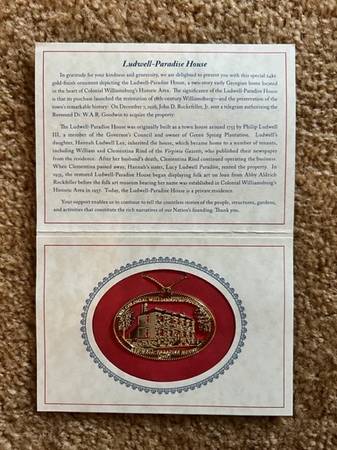 Ludwell-Paradise House
In gratitude for your kindness and generosity, we are delighted to present you with this special 24kt
gold-finish ornament depicting the Ludwell-Paradise House, a two-story early Georgian home located
in the heart of Colonial Williamsburg's Historic Area. The significance of the Ludwell-Paradise House
is that its purchase launched the restoration of 18th-century Williamsburg—and the preservation of the
town's remarkable history. On December 7, 1926, John D. Rockefeller, Jr. sent a telegram authorizing the
Reverend Dr. W.A.R. Goodwin to acquire the property.
The Ludwell-Paradise House was originally built as a town house around 1755 by Philip Ludwell
III, a member of the Governor's Council and owner of Green Spring Plantation. Ludwell's
daughter, Hannah Ludwell Lee, inherited the house, which became home to a number of tenants,
including William and Clementina Rind of the Virginia Gazette, who published their newspaper
from the residence. After her husband's death, Clementina Rind continued operating the business.
When Clementina passed away, Hannah's sister, Lucy Ludwell Paradise, rented the property. In
1935, the restored Ludwell-Paradise House began displaying folk art on loan from Abby Aldrich
Rockefeller before the folk art museum bearing her name was established in Colonial Williamsburg's
Historic Area in 1957. Today, the Ludwell-Paradise House is a private residence.
Your support enables us to continue to tell the countless stories of the people, structures, gardens,
and activities that constitute the rich narratives of our Nation's founding. Thank you.
COLONIAL WILLIAMSBURG
LUDWELL-PARADISE HOUSE